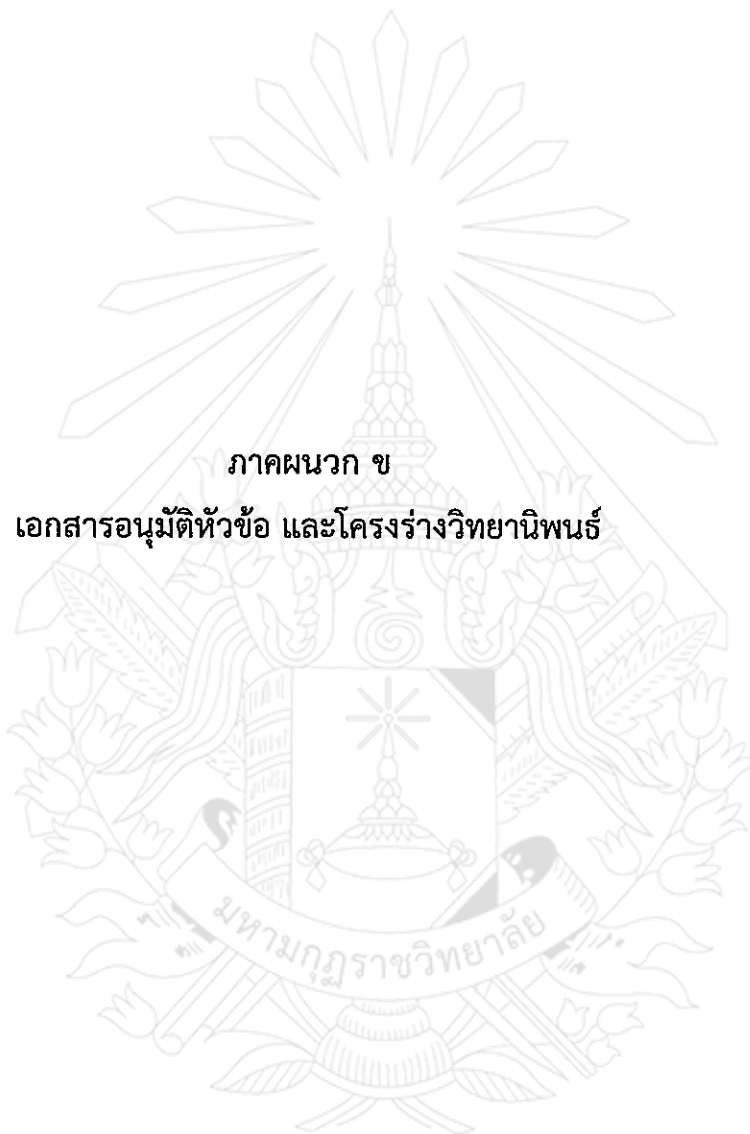 ภาคผนวก ข
เอกสารอนุมัติหัวข้อ และโครงร่างวิทยานิพนธ์
มหามกุฏราชวิทยาลัย